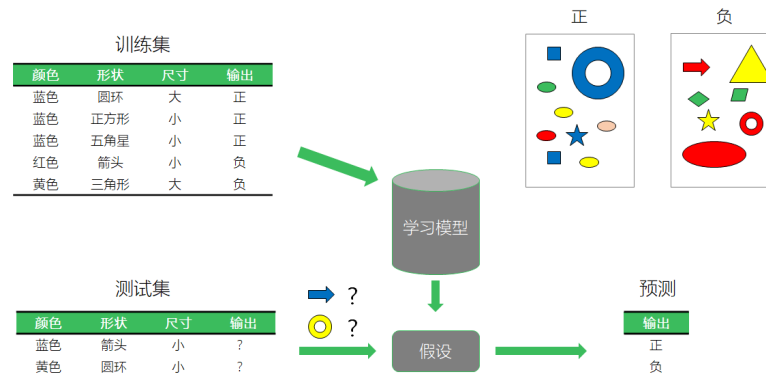 正 负
训练集
颜色 形状 尺寸 输出
蓝色 圆环 大 正
蓝色 正方形 小 正
蓝色 五角星 小 正
红色 箭头 小 负
黄色 三角形 大 负
学习模型
测试集
颜色 形状 尺寸 输出
蓝色 箭头 小 ?
黄色 圆环 小 ?
?
?
假设
预测
输出
正
负